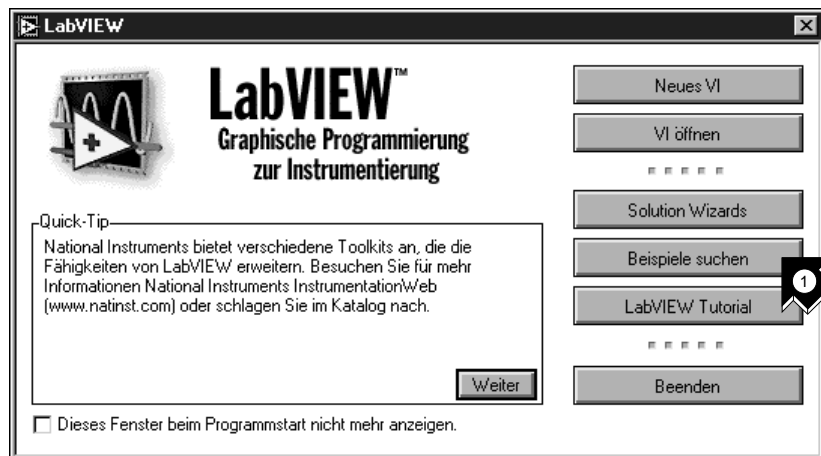 LabVIEW
LabVIEW™
Graphische Programmierung
zur Instrumentierung
Quick-Tip
National Instruments bietet verschiedene Toolkits an, die die
Fähigkeiten von LabVIEW erweitern. Besuchen Sie für mehr
Informationen National Instruments InstrumentationWeb
(www.natinst.com) oder schlagen Sie im Katalog nach.
Weiter
Dieses Fenster beim Programmstart nicht mehr anzeigen.
Neues VI
VI öffnen
Solution Wizards
Beispiele suchen
1
LabVIEW Tutorial
Beenden